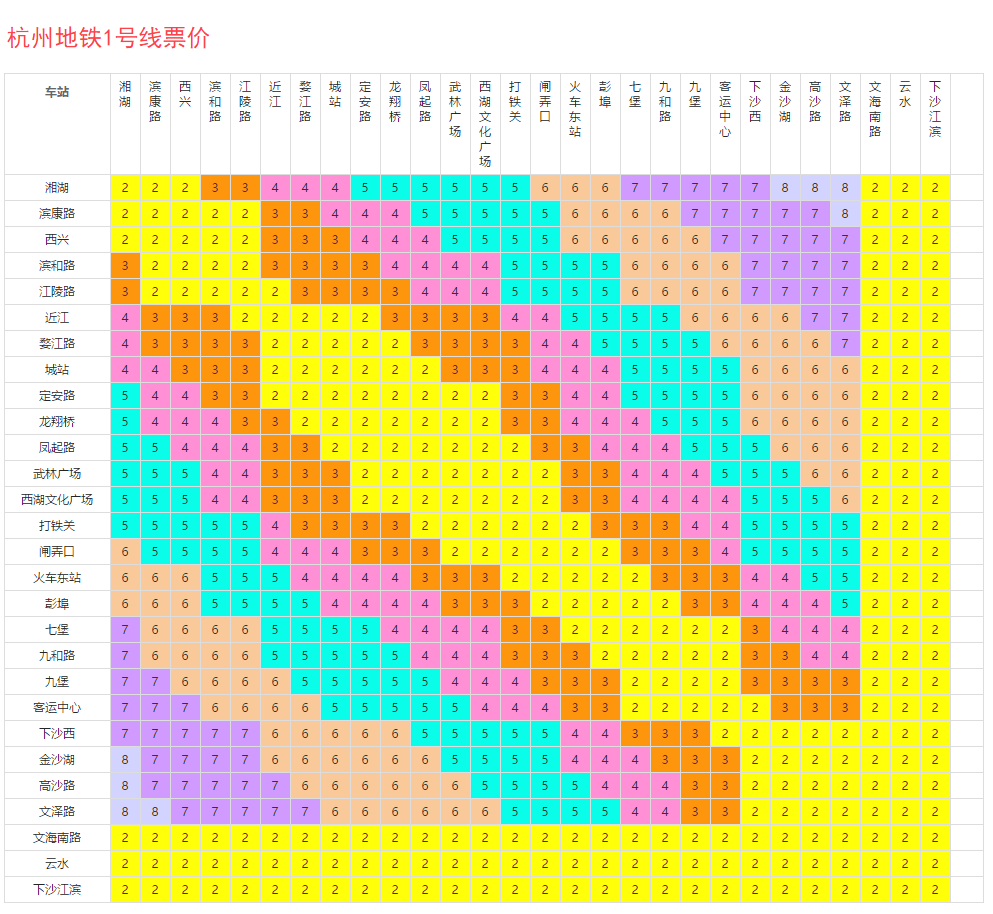 杭州地铁1号线票价
车站 湘湖 滨康路 西兴 滨和路 江陵路 近江 婺江路 城站 定安路 龙翔桥 凤起路 武林广场 西湖文化广场 打铁关 闸弄口 火车东站 彭埠 七堡 九和路 九堡 客运中心 下沙西 金沙湖 高沙路 文泽路 文海南路 云水 下沙江滨
湘湖 2 2 2 3 3 4 4 4 5 5 5 5 5 5 6 6 6 7 7 7 7 7 8 8 8 2 2 2
滨康路 2 2 2 2 2 3 3 4 4 4 5 5 5 5 5 6 6 6 6 7 7 7 7 7 8 2 2 2
西兴 2 2 2 2 2 3 3 3 4 4 4 5 5 5 5 6 6 6 6 6 7 7 7 7 7 2 2 2
滨和路 3 2 2 2 2 3 3 3 3 4 4 4 4 5 5 5 5 6 6 6 6 7 7 7 7 2 2 2
江陵路 3 2 2 2 2 2 3 3 3 3 4 4 4 5 5 5 5 6 6 6 6 7 7 7 7 2 2 2
近江 4 3 3 3 2 2 2 2 2 3 3 3 3 4 4 5 5 5 5 6 6 6 6 7 7 2 2 2
婺江路 4 3 3 3 3 2 2 2 2 2 3 3 3 3 4 4 5 5 5 5 6 6 6 6 7 2 2 2
城站 4 4 3 3 3 2 2 2 2 2 2 3 3 3 4 4 4 5 5 5 5 6 6 6 6 2 2 2
定安路 5 4 4 3 3 2 2 2 2 2 2 2 2 3 3 4 4 5 5 5 5 6 6 6 6 2 2 2
龙翔桥 5 4 4 4 3 3 2 2 2 2 2 2 2 3 3 4 4 4 5 5 5 6 6 6 6 2 2 2
凤起路 5 5 4 4 4 3 3 2 2 2 2 2 2 2 3 3 4 4 4 5 5 5 6 6 6 2 2 2
武林广场 5 5 5 4 4 3 3 3 2 2 2 2 2 2 2 3 3 4 4 4 5 5 5 6 6 2 2 2
西湖文化广场 5 5 5 4 4 3 3 3 2 2 2 2 2 2 2 3 3 4 4 4 4 5 5 5 6 2 2 2
打铁关 5 5 5 5 5 4 3 3 3 3 2 2 2 2 2 2 3 3 3 4 4 5 5 5 5 2 2 2
闸弄口 6 5 5 5 5 4 4 4 3 3 3 2 2 2 2 2 2 3 3 3 4 5 5 5 5 2 2 2
火车东站 6 6 6 5 5 5 4 4 4 4 3 3 3 2 2 2 2 2 3 3 3 4 4 5 5 2 2 2
彭埠 6 6 6 5 5 5 5 4 4 4 4 3 3 3 2 2 2 2 2 3 3 4 4 4 5 2 2 2
七堡 7 6 6 6 6 5 5 5 5 4 4 4 4 3 3 2 2 2 2 2 2 3 4 4 4 2 2 2
九和路 7 6 6 6 6 5 5 5 5 5 4 4 4 3 3 3 2 2 2 2 2 3 3 4 4 2 2 2
九堡 7 7 6 6 6 6 5 5 5 5 5 4 4 4 3 3 3 2 2 2 2 3 3 3 3 2 2 2
客运中心 7 7 7 6 6 6 6 5 5 5 5 5 4 4 4 3 3 2 2 2 2 2 3 3 3 2 2 2
下沙西 7 7 7 7 7 6 6 6 6 6 5 5 5 5 5 4 4 3 3 3 2 2 2 2 2 2 2 2
金沙湖 8 7 7 7 7 6 6 6 6 6 6 5 5 5 5 4 4 4 3 3 3 2 2 2 2 2 2 2
高沙路 8 7 7 7 7 7 6 6 6 6 6 6 5 5 5 5 4 4 4 3 3 2 2 2 2 2 2 2
文泽路 8 8 7 7 7 7 7 6 6 6 6 6 6 5 5 5 5 4 4 3 3 2 2 2 2 2 2 2
文海南路 2 2 2 2 2 2 2 2 2 2 2 2 2 2 2 2 2 2 2 2 2 2 2 2 2 2 2 2
云水 2 2 2 2 2 2 2 2 2 2 2 2 2 2 2 2 2 2 2 2 2 2 2 2 2 2 2 2
下沙江滨 2 2 2 2 2 2 2 2 2 2 2 2 2 2 2 2 2 2 2 2 2 2 2 2 2 2 2 2